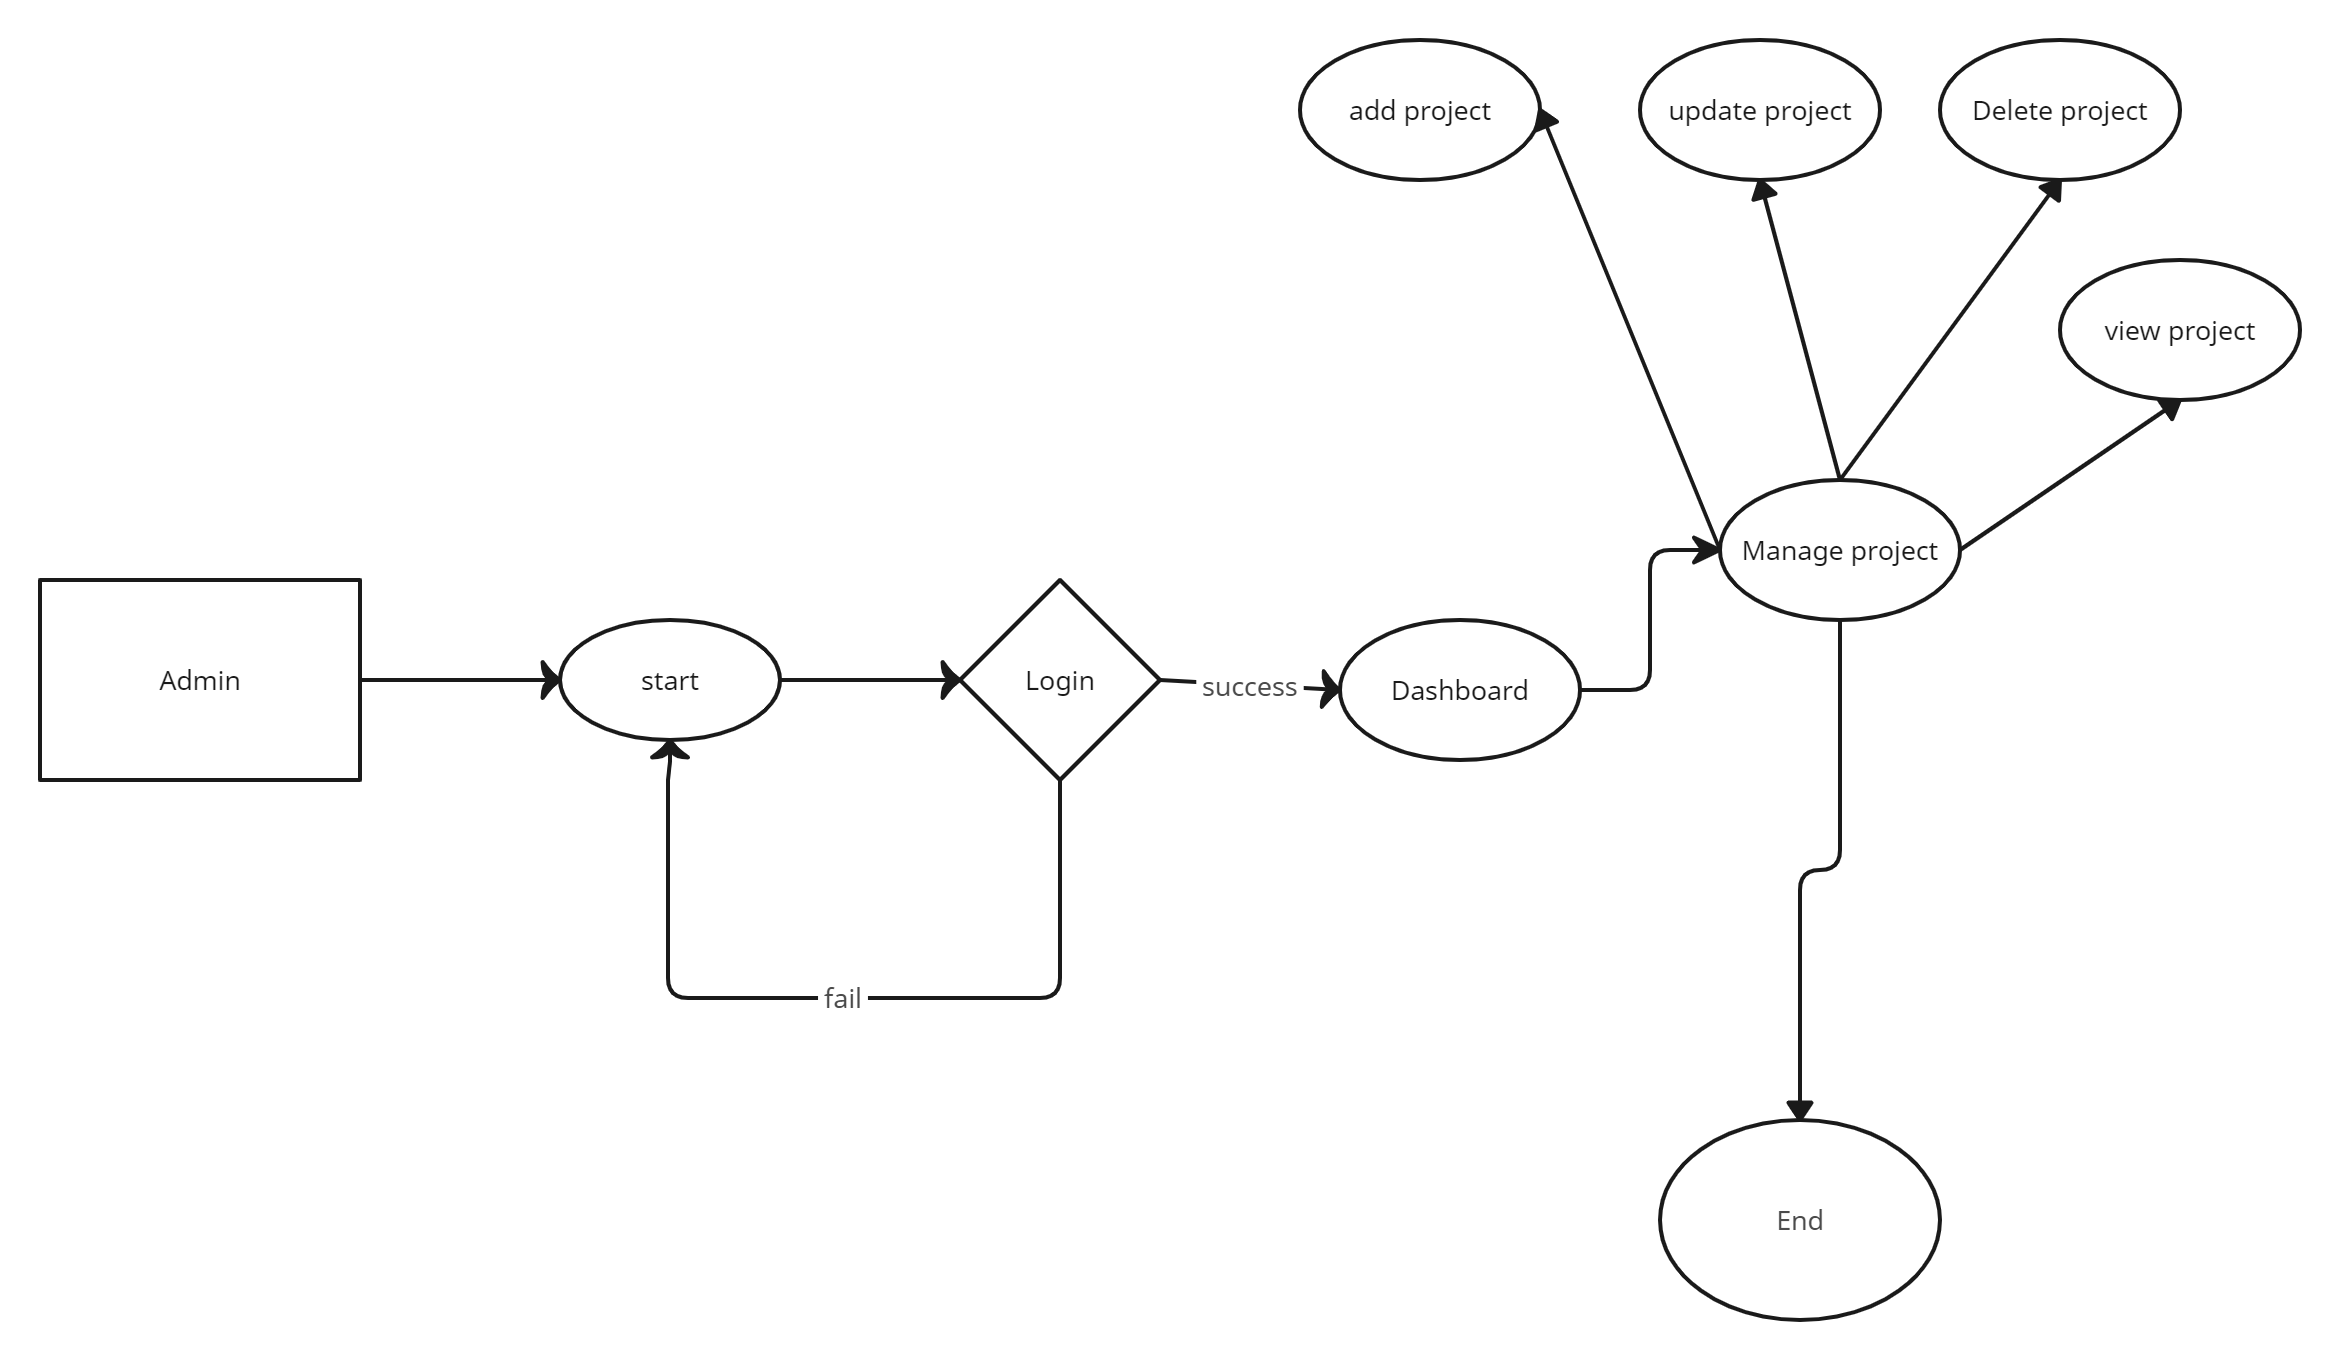 add project
update project
Delete project
view project
Manage project
Admin
start
Login
success
Dashboard
fail
End